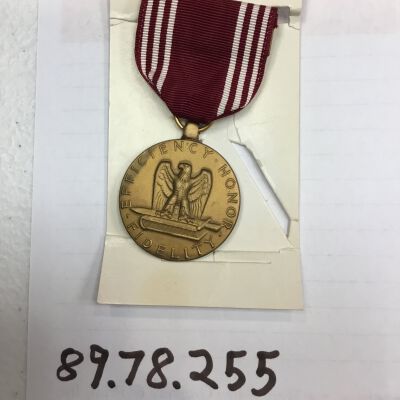 EFFICIENCY · HONOR · FIDELITY ·
89.78.255